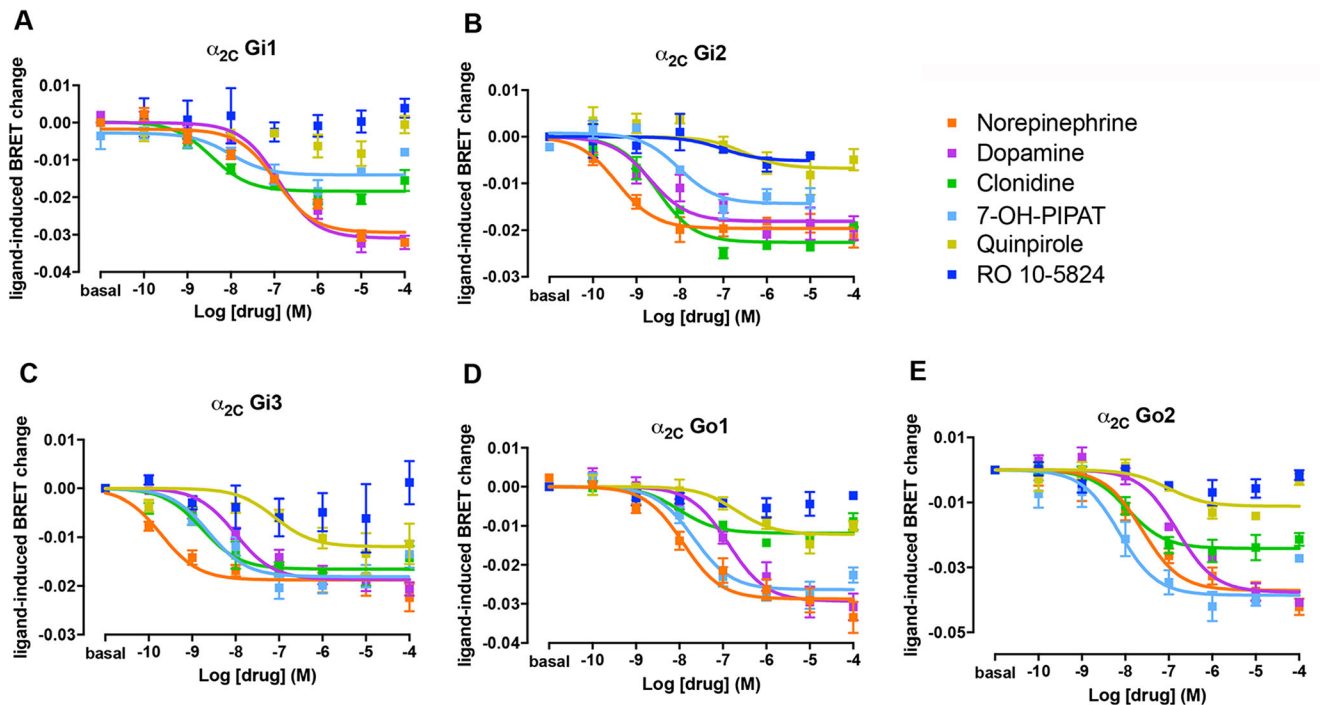 A
α2C Gi1
ligand-induced BRET change
0.01
0.00
-0.01
-0.02
-0.03
-0.04
basal -10 -9 -8 -7 -6 -5 -4
Log [drug] (M)
B
α2C Gi2
ligand-induced BRET change
0.01
0.00
-0.01
-0.02
-0.03
basal -10 -9 -8 -7 -6 -5 -4
Log [drug] (M)
Norepinephrine
Dopamine
Clonidine
7-OH-PIPAT
Quinpirole
RO 10-5824
C
α2C Gi3
ligand-induced BRET change
0.01
0.00
-0.01
-0.02
-0.03
basal -10 -9 -8 -7 -6 -5 -4
Log [drug] (M)
D
α2C Go1
ligand-induced BRET change
0.01
0.00
-0.01
-0.02
-0.03
-0.04
basal -10 -9 -8 -7 -6 -5 -4
Log [drug] (M)
E
α2C Go2
ligand-induced BRET change
0.01
-0.01
-0.03
-0.05
basal -10 -9 -8 -7 -6 -5 -4
Log [drug] (M)